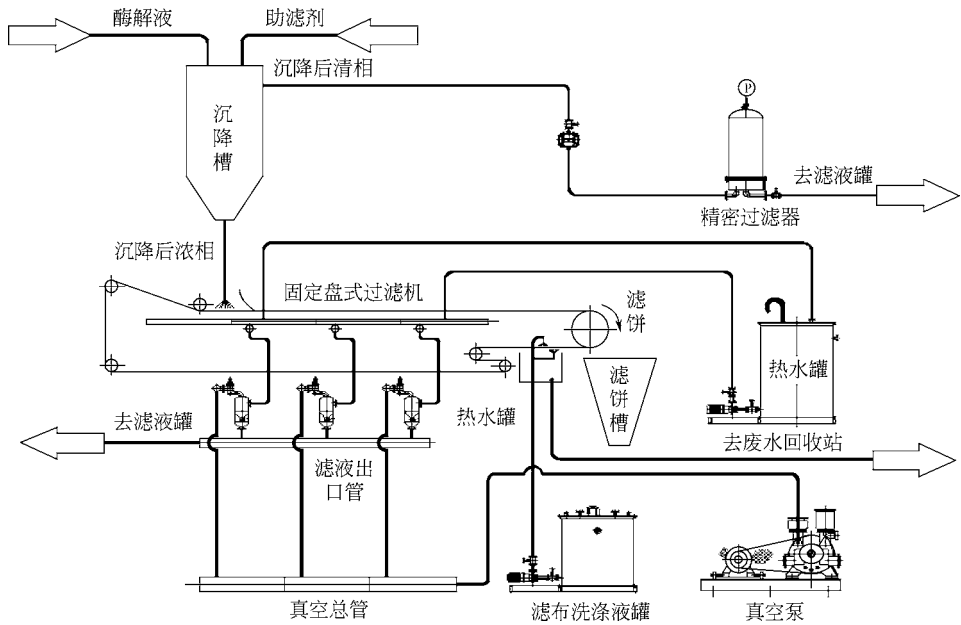 酶解液
助滤剂
沉降后清相
沉降槽
P
去滤液罐
精密过滤器
沉降后浓相
固定盘式过滤机
滤饼
滤饼槽
热水罐
去滤液罐
热水罐
去废水回收站
滤液出
口管
真空总管
滤布洗涤液罐
真空泵